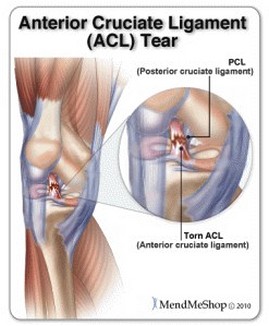 Anterior Cruciate Ligament
(ACL) Tear
PCL
(Posterior cruciate ligament)
Torn ACL
(Anterior cruciate ligament)
MendMeShop © 2010